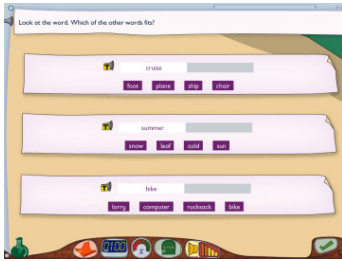 Look at the word. Which of the other words fits?
cruise
foot plane ship chair
summer
snow leaf cold sun
hike
lorry computer rucksack bike